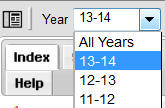 Year 13-14
All Years
Index 13-14
Help 12-13
11-12